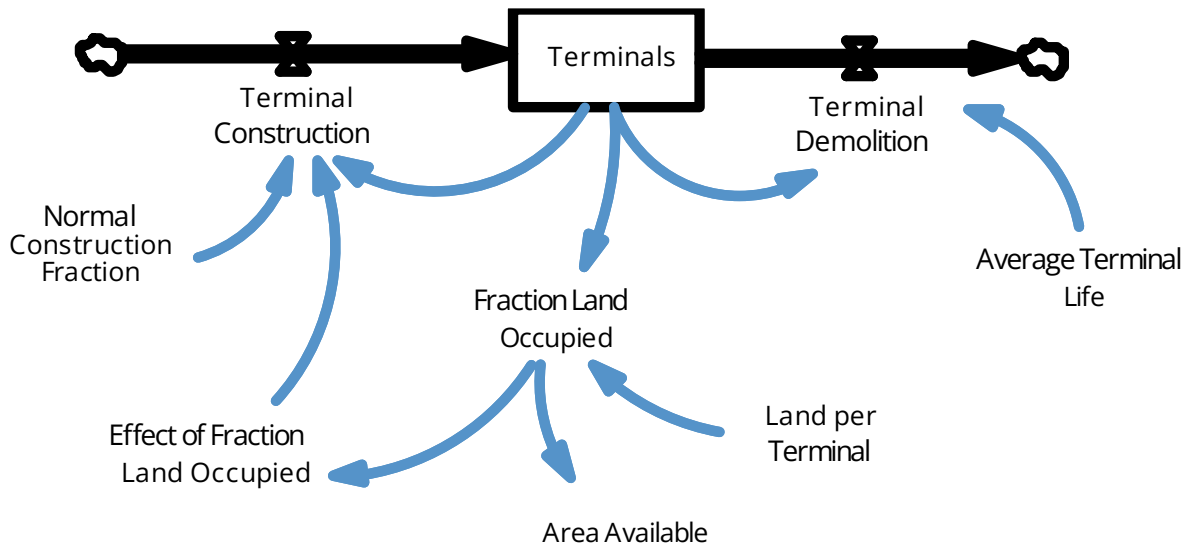 Terminals
Terminal
Construction
Terminal
Demolition
Normal
Construction
Fraction
Average Terminal
Life
Fraction Land
Occupied
Land per
Terminal
Effect of Fraction
Land Occupied
Area Available